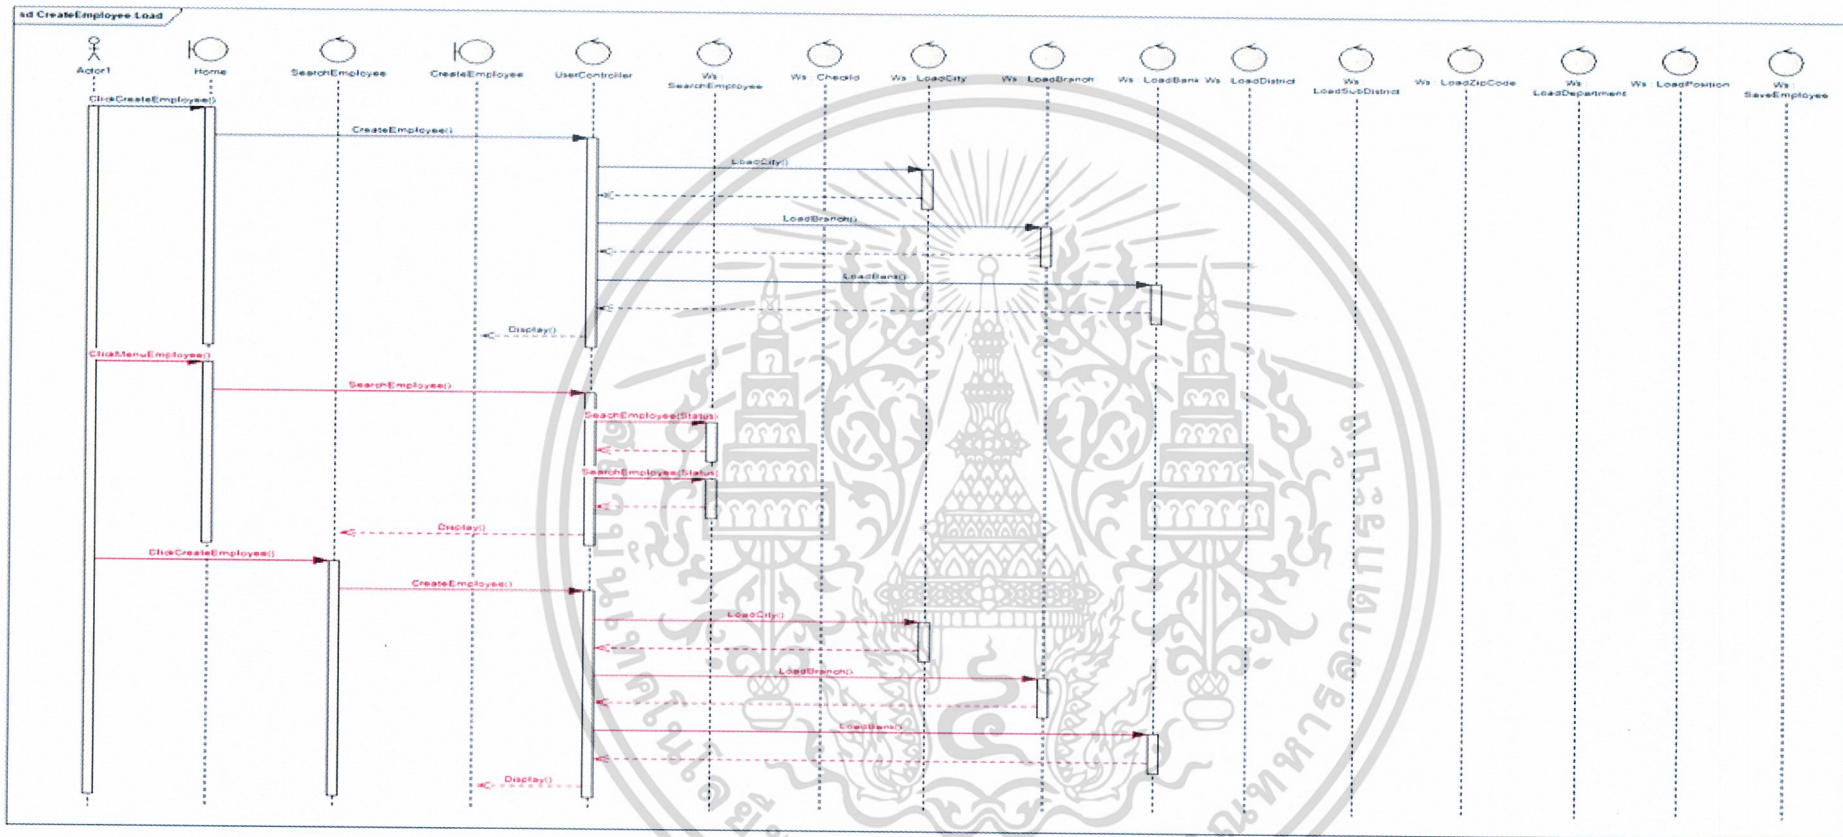 sd CreateEmployee.Load
Actor1
Home
SearchEmployee
CreateEmployee
UserController
Ws :
SearchEmployee
Ws : CheckId
Ws : LoadCity
Ws : LoadBranch
Ws : LoadBank
Ws : LoadDistrict
Ws :
LoadSubDistrict
Ws : LoadZipCode
Ws :
LoadDepartment
Ws : LoadPosition
Ws :
SaveEmployee
ClickCreateEmployee()
CreateEmployee()
LoadCity()
LoadBranch()
LoadBank()
Display()
ClickMenuEmployee()
SearchEmployee()
SeachEmployee(Status)
SearchEmployee(Status)
Display()
ClickCreateEmployee()
CreateEmployee()
LoadCity()
LoadBranch()
LoadBank()
Display()